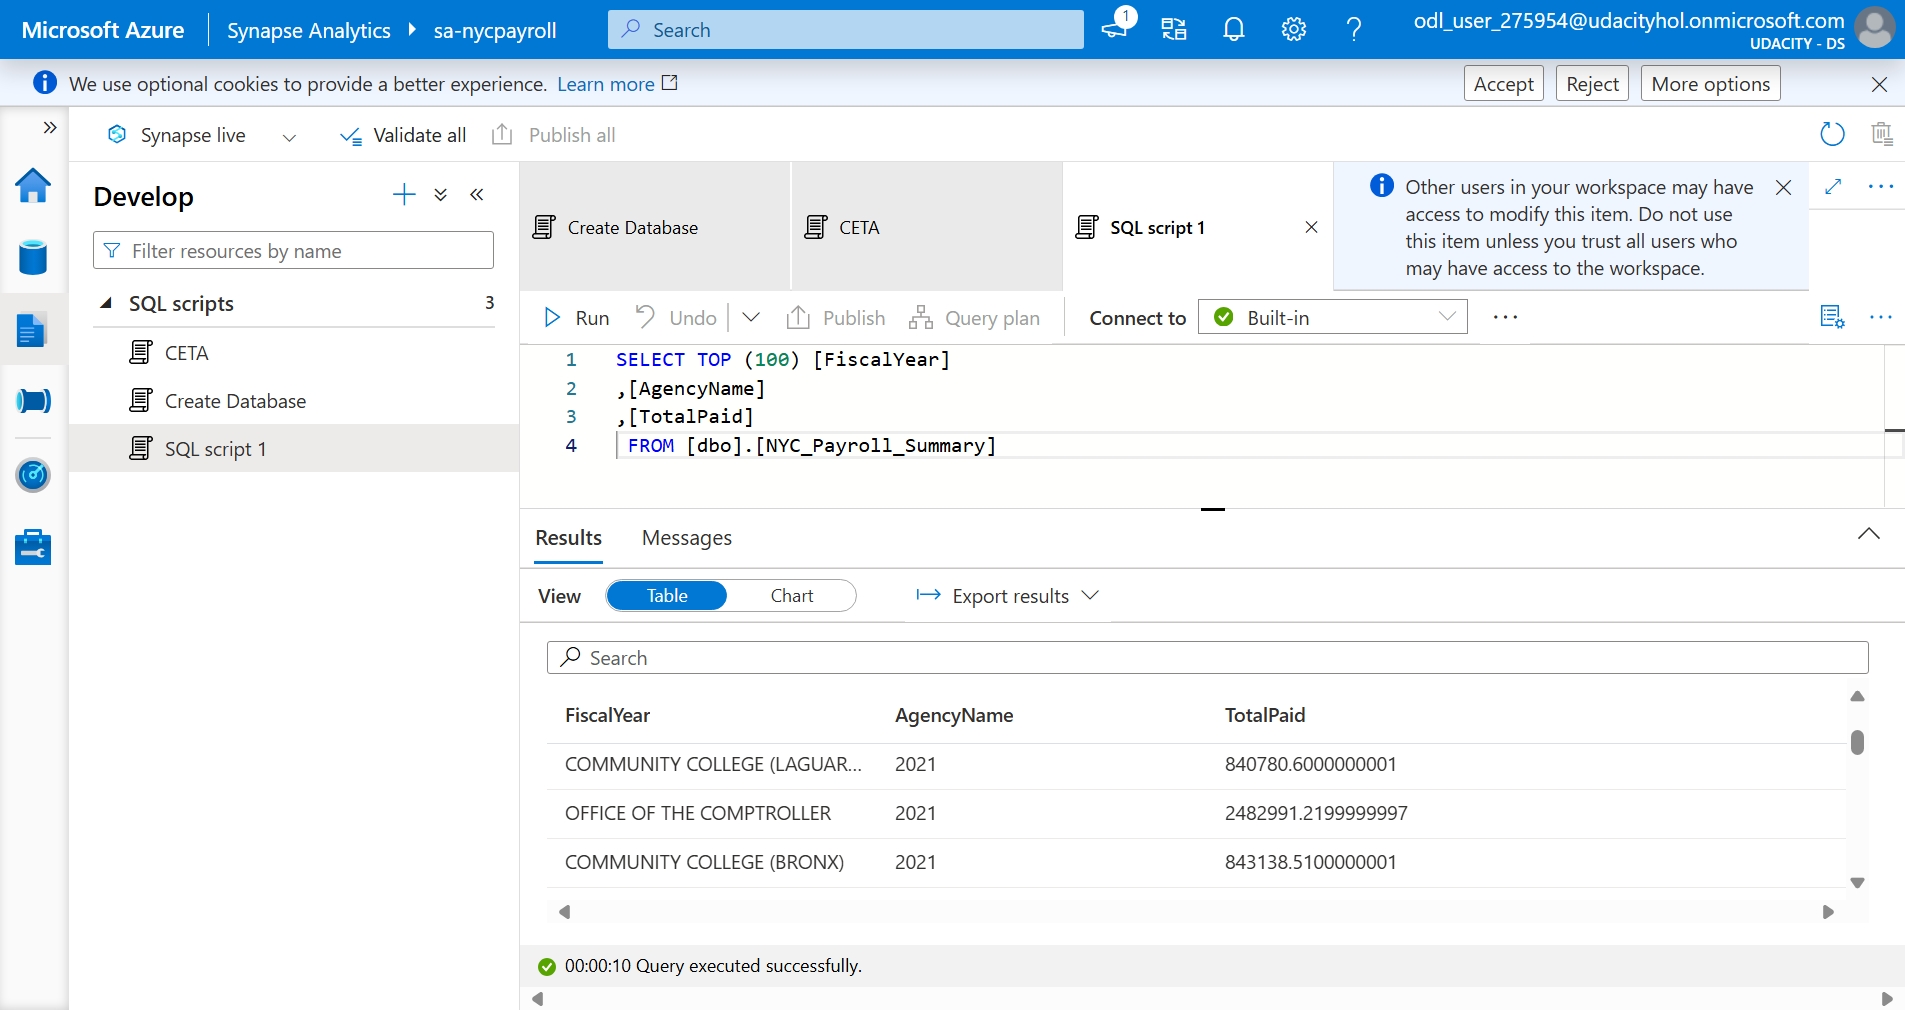 Microsoft Azure
Synapse Analytics
sa-nycpayroll
Search
1
?
odl_user_275954@udacityhol.onmicrosoft.com
UDACITY - DS
We use optional cookies to provide a better experience. Learn more
Accept
Reject
More options
Synapse live
Validate all
Publish all
Develop
Filter resources by name
SQL scripts
3
CETA
Create Database
SQL script 1
Create Database
CETA
SQL script 1
Other users in your workspace may have
access to modify this item. Do not use
this item unless you trust all users who
may have access to the workspace.
Run
Undo
Publish
Query plan
Connect to
Built-in
1 SELECT TOP (100) [FiscalYear]
2 ,[AgencyName]
3 ,[TotalPaid]
4 FROM [dbo].[NYC_Payroll_Summary]
Results
Messages
View
Table
Chart
Export results
Search
FiscalYear AgencyName TotalPaid
COMMUNITY COLLEGE (LAGUAR... 2021 840780.6000000001
OFFICE OF THE COMPTROLLER 2021 2482991.2199999997
COMMUNITY COLLEGE (BRONX) 2021 843138.5100000001
00:00:10 Query executed successfully.